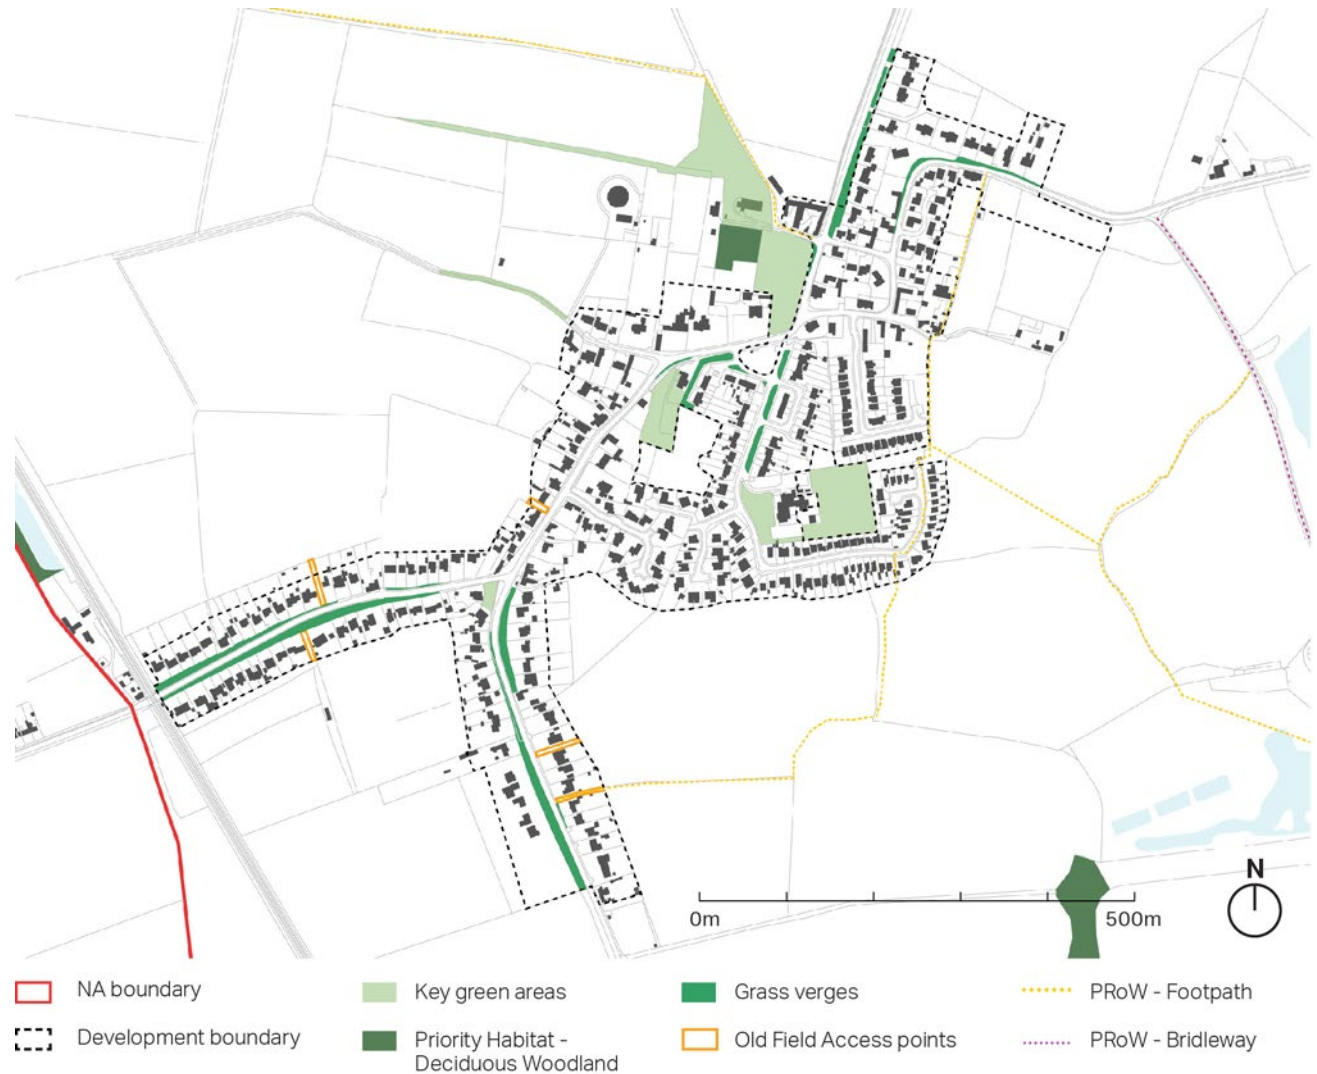 N
0m
500m
NA boundary
Key green areas
Grass verges
PRoW - Footpath
Development boundary
Priority Habitat -
Deciduous Woodland
Old Field Access points
PRoW - Bridleway